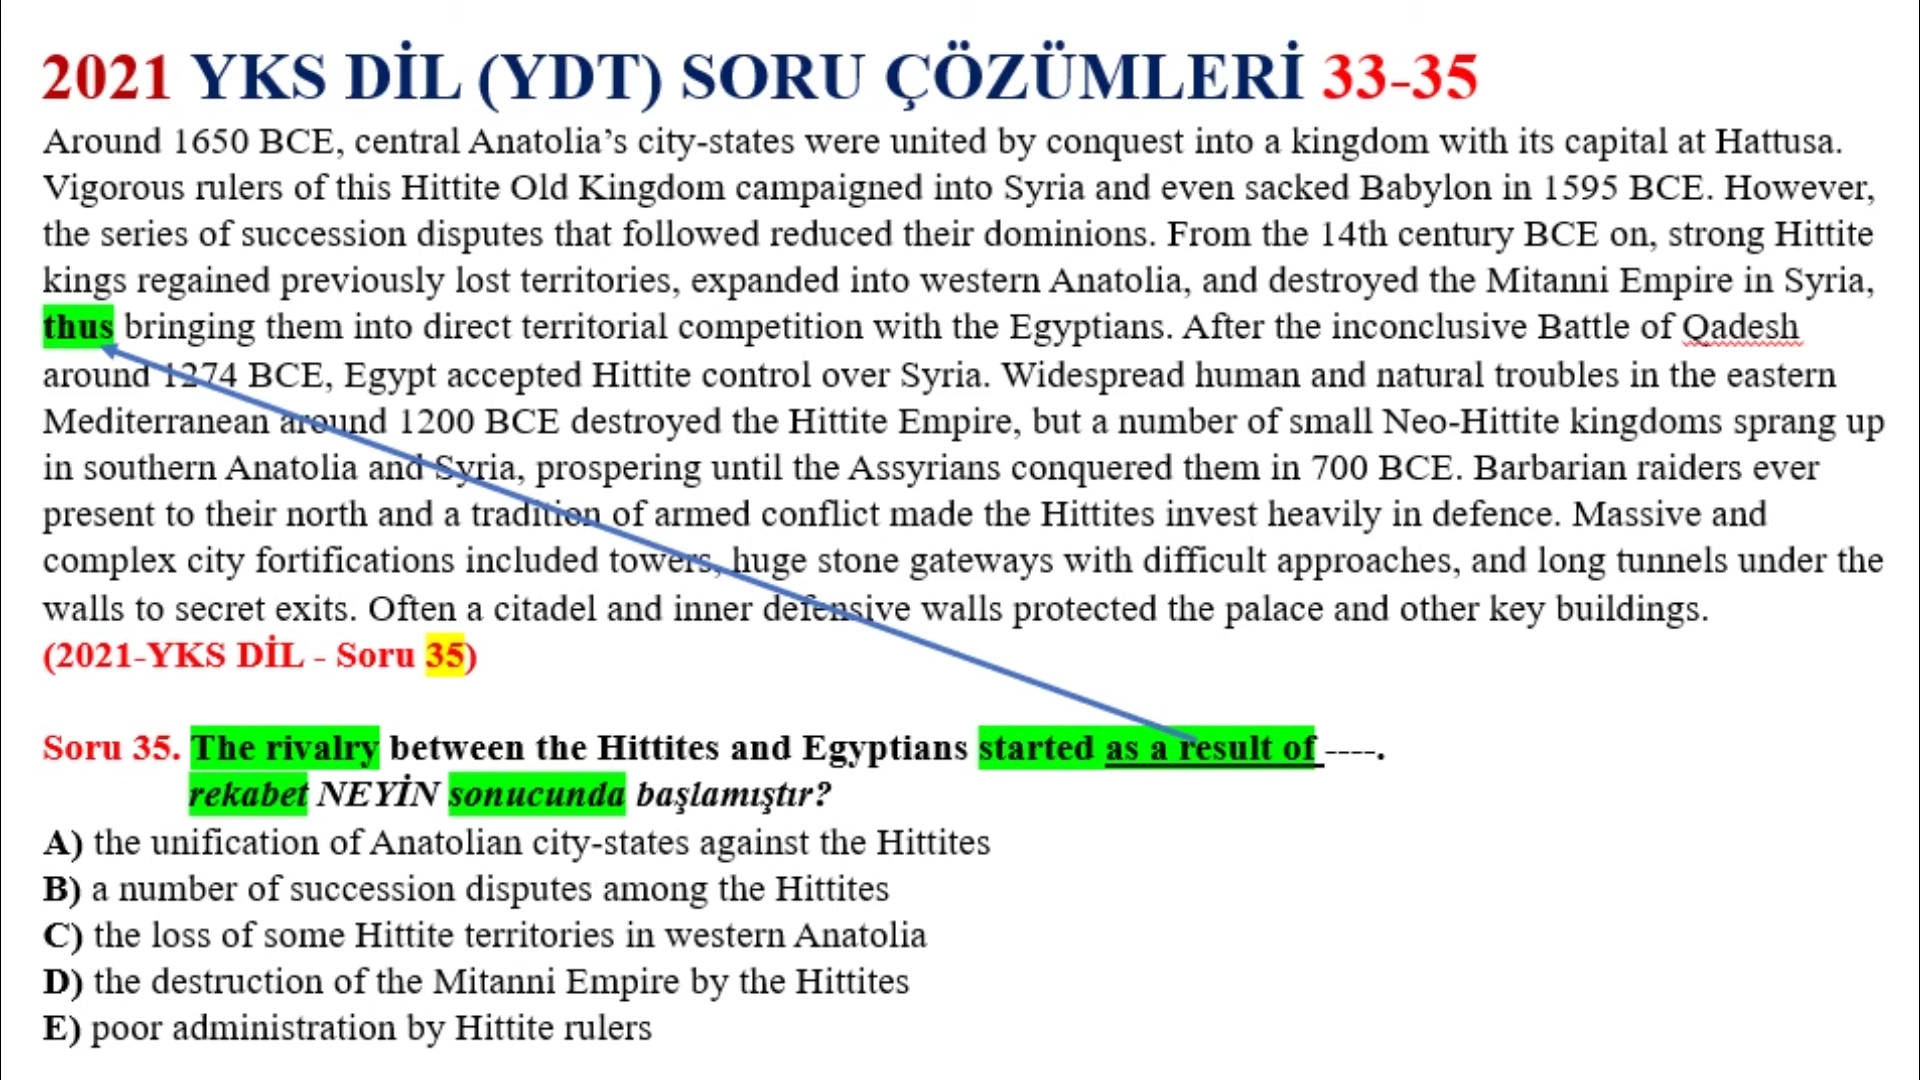 2021 YKS DİL (YDT) SORU ÇÖZÜMLERİ 33-35
Around 1650 BCE, central Anatolia’s city-states were united by conquest into a kingdom with its capital at Hattusa.
Vigorous rulers of this Hittite Old Kingdom campaigned into Syria and even sacked Babylon in 1595 BCE. However,
the series of succession disputes that followed reduced their dominions. From the 14th century BCE on, strong Hittite
kings regained previously lost territories, expanded into western Anatolia, and destroyed the Mitanni Empire in Syria,
thus bringing them into direct territorial competition with the Egyptians. After the inconclusive Battle of Qadesh
around 1274 BCE, Egypt accepted Hittite control over Syria. Widespread human and natural troubles in the eastern
Mediterranean around 1200 BCE destroyed the Hittite Empire, but a number of small Neo-Hittite kingdoms sprang up
in southern Anatolia and Syria, prospering until the Assyrians conquered them in 700 BCE. Barbarian raiders ever
present to their north and a tradition of armed conflict made the Hittites invest heavily in defence. Massive and
complex city fortifications included towers, huge stone gateways with difficult approaches, and long tunnels under the
walls to secret exits. Often a citadel and inner defensive walls protected the palace and other key buildings.
(2021-YKS DİL - Soru 35)
Soru 35. The rivalry between the Hittites and Egyptians started as a result of ----.
rekabet NEYİN sonucunda başlamıştır?
A) the unification of Anatolian city-states against the Hittites
B) a number of succession disputes among the Hittites
C) the loss of some Hittite territories in western Anatolia
D) the destruction of the Mitanni Empire by the Hittites
E) poor administration by Hittite rulers